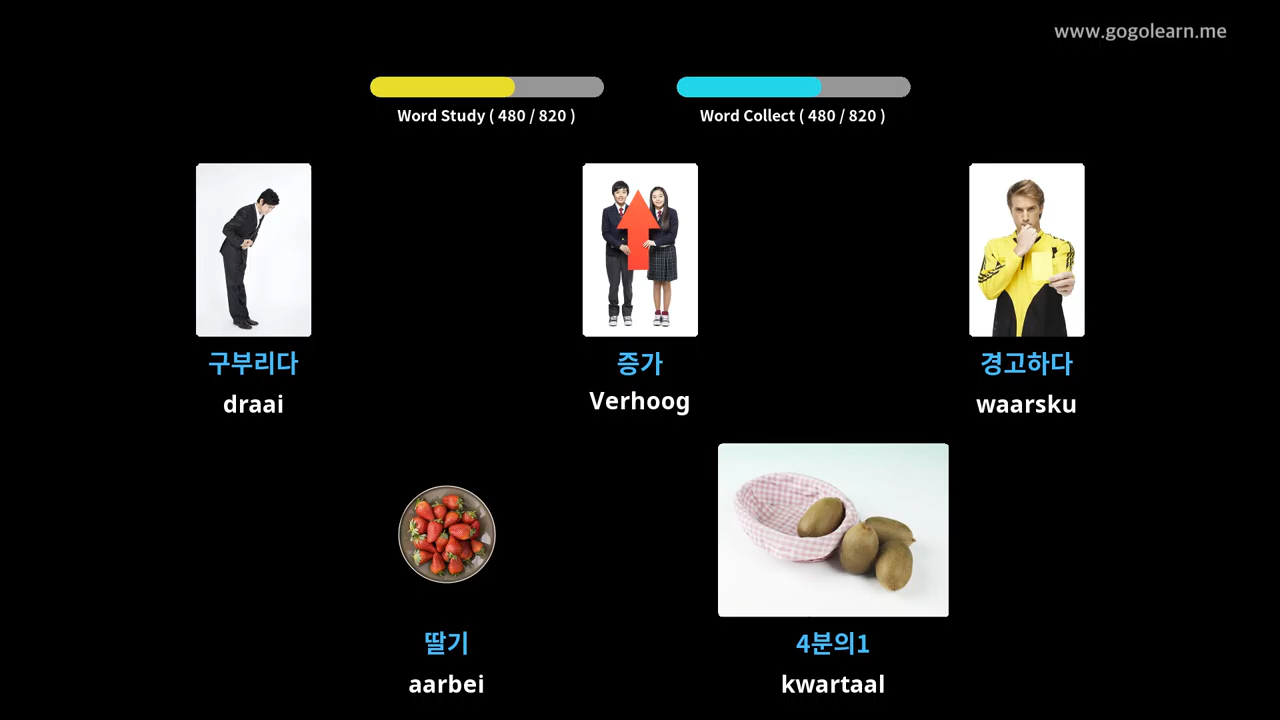 www.gogolearn.me
Word Study ( 480 / 820 )
Word Collect ( 480 / 820 )
구부리다
draai
증가
Verhoog
경고하다
waarsku
딸기
aarbei
4분의1
kwartaal